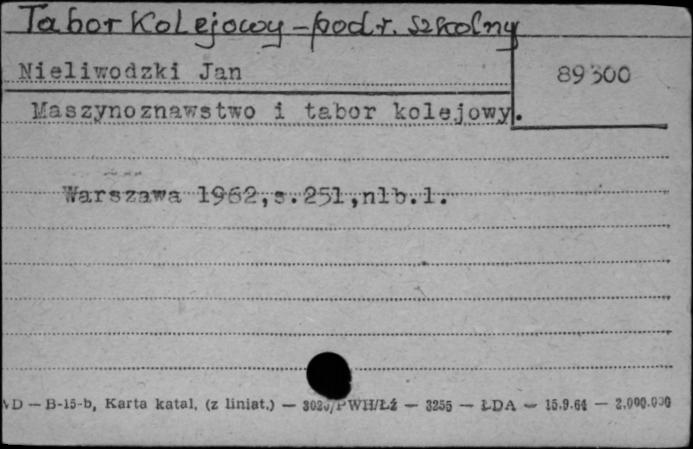 Tabor Kolejowy - podr. szkolny
Nieliwodzki Jan
89300
Maszynoznawstwo i tabor kolejowy.
Warszawa 1962,s.251,nlb.1.
D — B-15-b, Karta katal. (z liniat.) — PWH/Łź — 3255 — ŁDA — 15.9.64 — 2.000.000